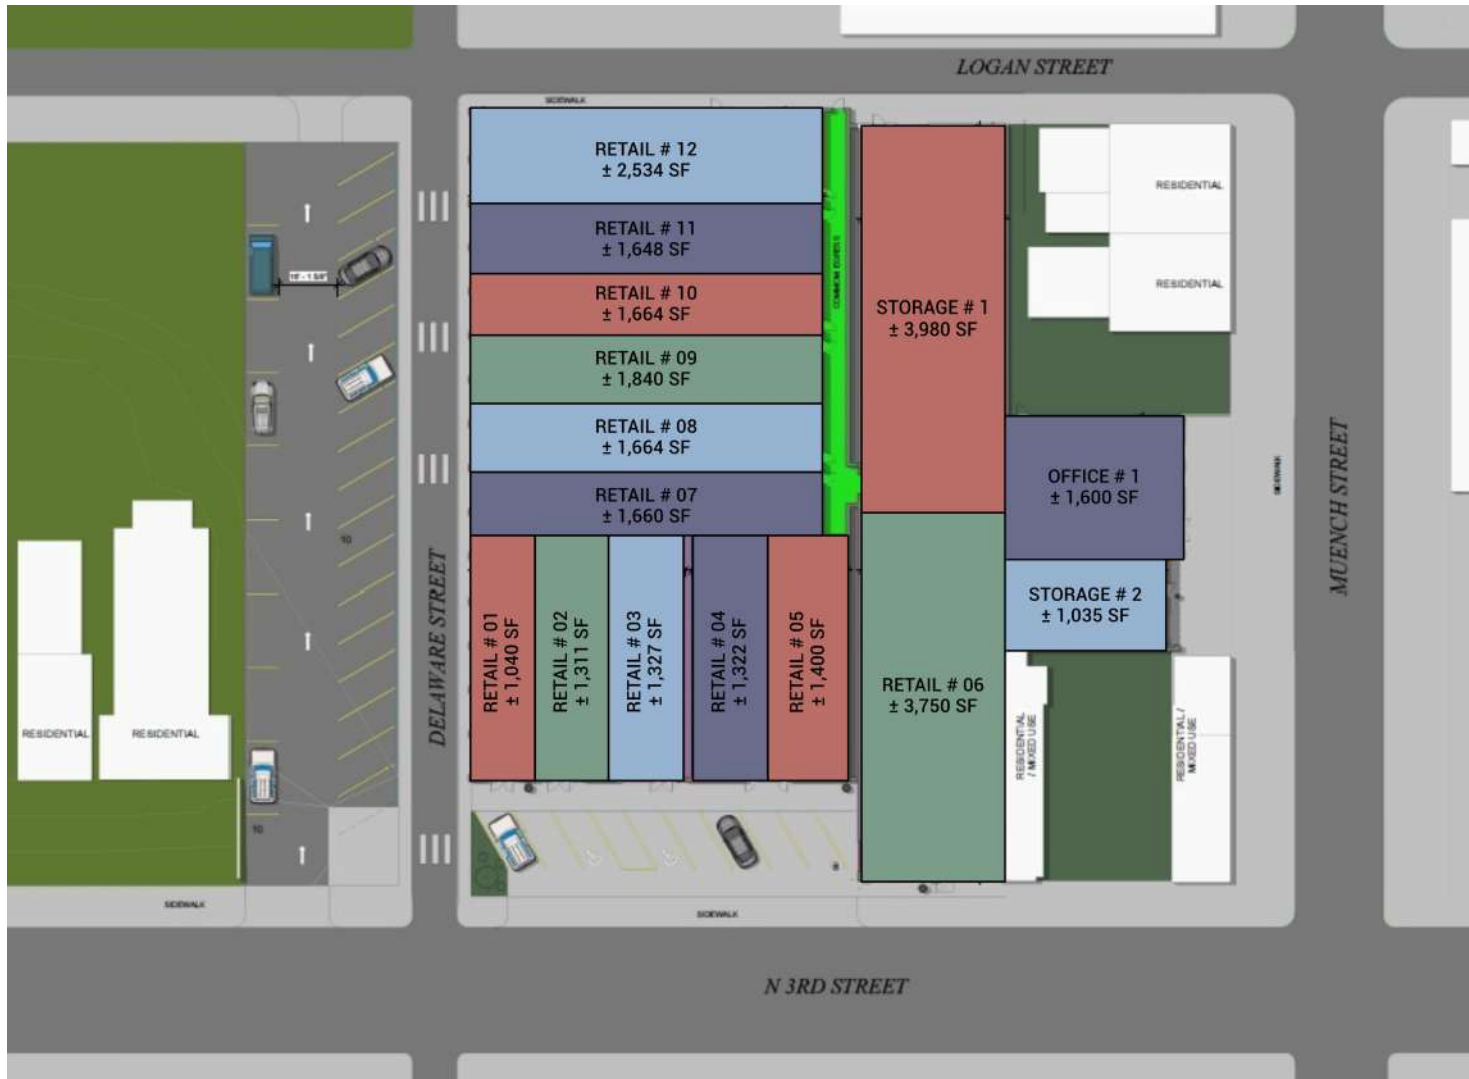 LOGAN STREET
SIDEWALK
RETAIL # 12
± 2,534 SF
RETAIL # 11
± 1,648 SF
RETAIL # 10
± 1,664 SF
RETAIL # 09
± 1,840 SF
RETAIL # 08
± 1,664 SF
RETAIL # 07
± 1,660 SF
COMMON EGRESS
STORAGE # 1
± 3,980 SF
RESIDENTIAL
RESIDENTIAL
OFFICE # 1
± 1,600 SF
STORAGE # 2
± 1,035 SF
SIDEWALK
MUENCH STREET
DELAWARE STREET
10
RETAIL # 01
± 1,040 SF
RETAIL # 02
± 1,311 SF
RETAIL # 03
± 1,327 SF
RETAIL # 04
± 1,322 SF
RETAIL # 05
± 1,400 SF
RETAIL # 06
± 3,750 SF
RESIDENTIAL
/ MIXED USE
RESIDENTIAL /
MIXED USE
RESIDENTIAL
RESIDENTIAL
10
SIDEWALK
SIDEWALK
N 3RD STREET